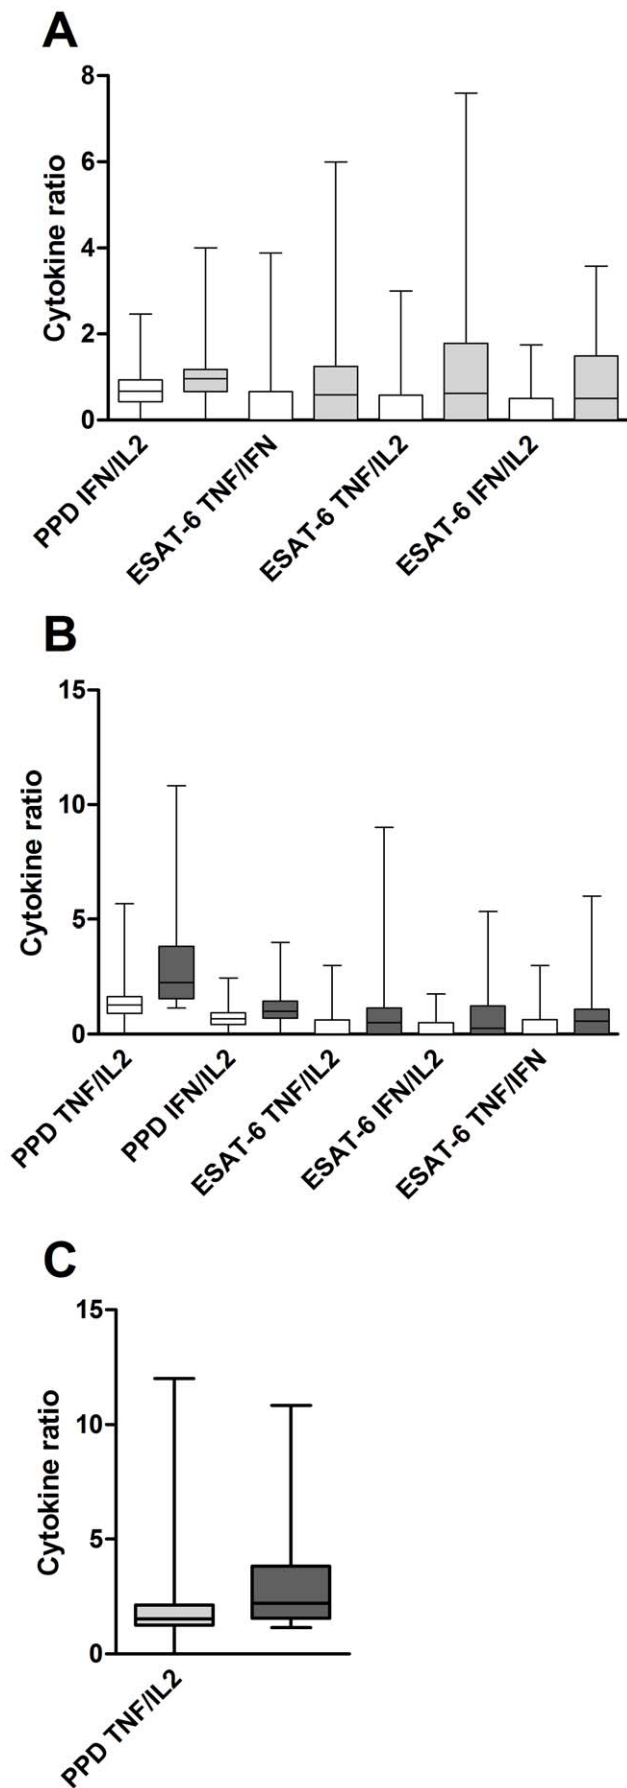 A
Cytokine ratio
8
6
4
2
0
PPD IFN/IL2
ESAT-6 TNF/IFN
ESAT-6 TNF/IL2
ESAT-6 IFN/IL2
B
Cytokine ratio
15
10
5
0
PPD TNF/IL2
PPD IFN/IL2
ESAT-6 TNF/IL2
ESAT-6 IFN/IL2
ESAT-6 TNF/IFN
C
Cytokine ratio
15
10
5
0
PPD TNF/IL2